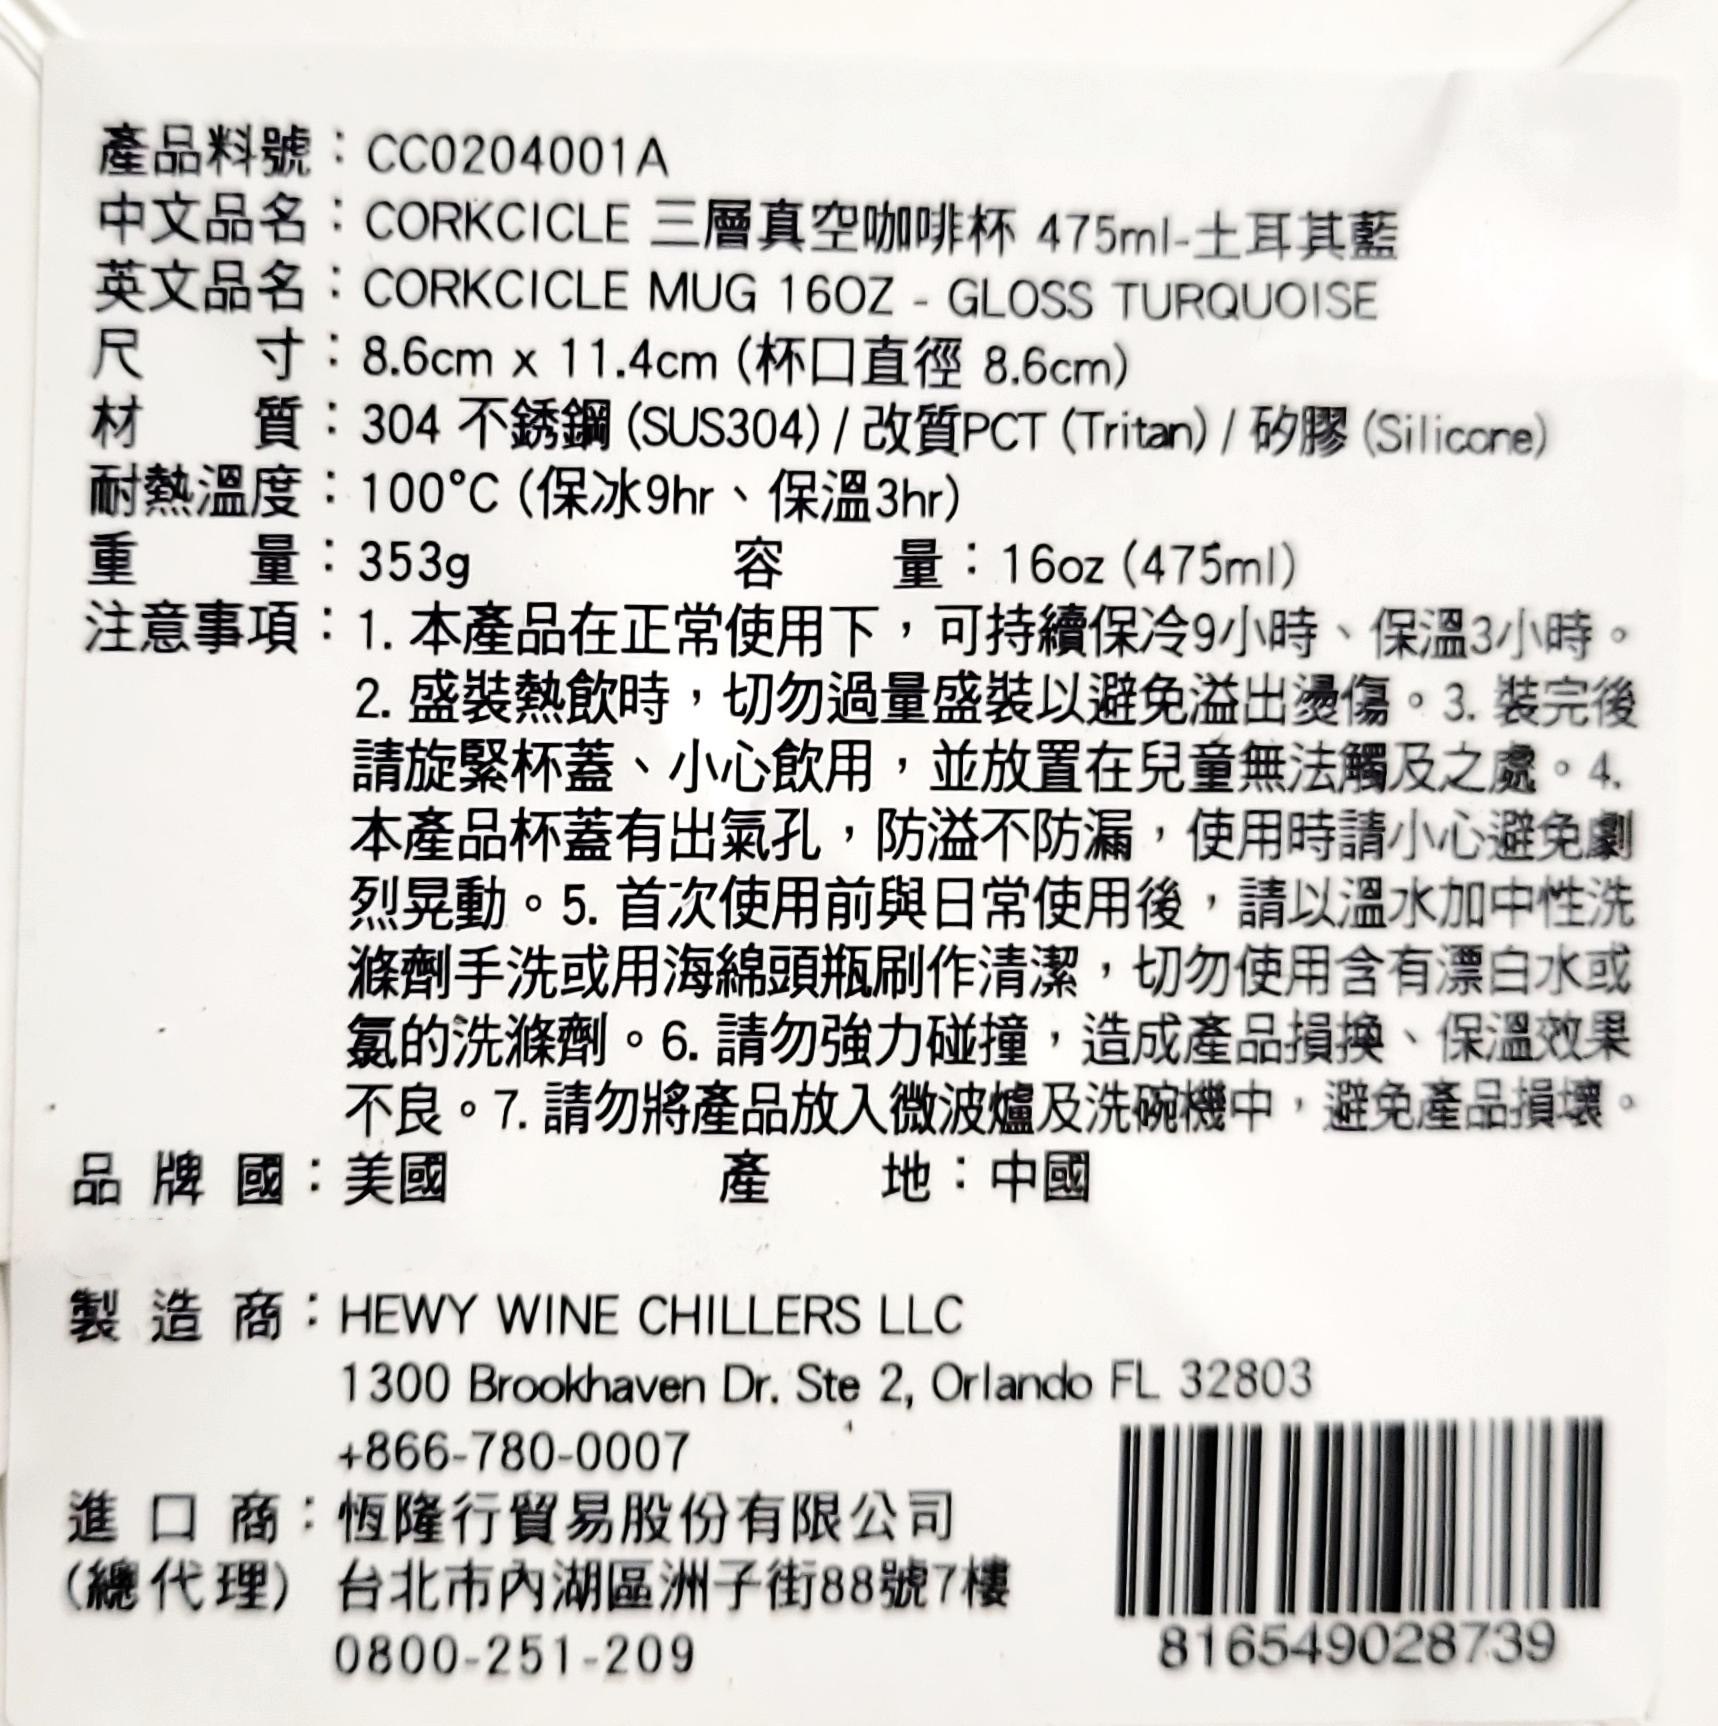 產品料號：CC0204001A
中文品名：CORKCICLE 三層真空咖啡杯 475ml-土耳其藍
英文品名：CORKCICLE MUG 16OZ - GLOSS TURQUOISE
尺　　寸：8.6cm x 11.4cm (杯口直徑 8.6cm)
材　　質：304 不銹鋼 (SUS304) / 改質PCT (Tritan) / 矽膠 (Silicone)
耐熱溫度：100°C (保冰9hr、保溫3hr)
重　　量：353g　　容　　量：16oz (475ml)
注意事項：1. 本產品在正常使用下，可持續保冷9小時、保溫3小時。
2. 盛裝熱飲時，切勿過量盛裝以避免溢出燙傷。3. 裝完後
請旋緊杯蓋、小心飲用，並放置在兒童無法觸及之處。4.
本產品杯蓋有出氣孔，防溢不防漏，使用時請小心避免劇
烈晃動。5. 首次使用前與日常使用後，請以溫水加中性洗
滌劑手洗或用海綿頭瓶刷作清潔，切勿使用含有漂白水或
氯的洗滌劑。6. 請勿強力碰撞，造成產品損換、保溫效果
不良。7. 請勿將產品放入微波爐及洗碗機中，避免產品損壞。
品 牌 國：美國　　產　　地：中國
製 造 商：HEWY WINE CHILLERS LLC
1300 Brookhaven Dr. Ste 2, Orlando FL 32803
+866-780-0007
進 口 商：恆隆行貿易股份有限公司
(總代理) 台北市內湖區洲子街88號7樓
0800-251-209
816549028739